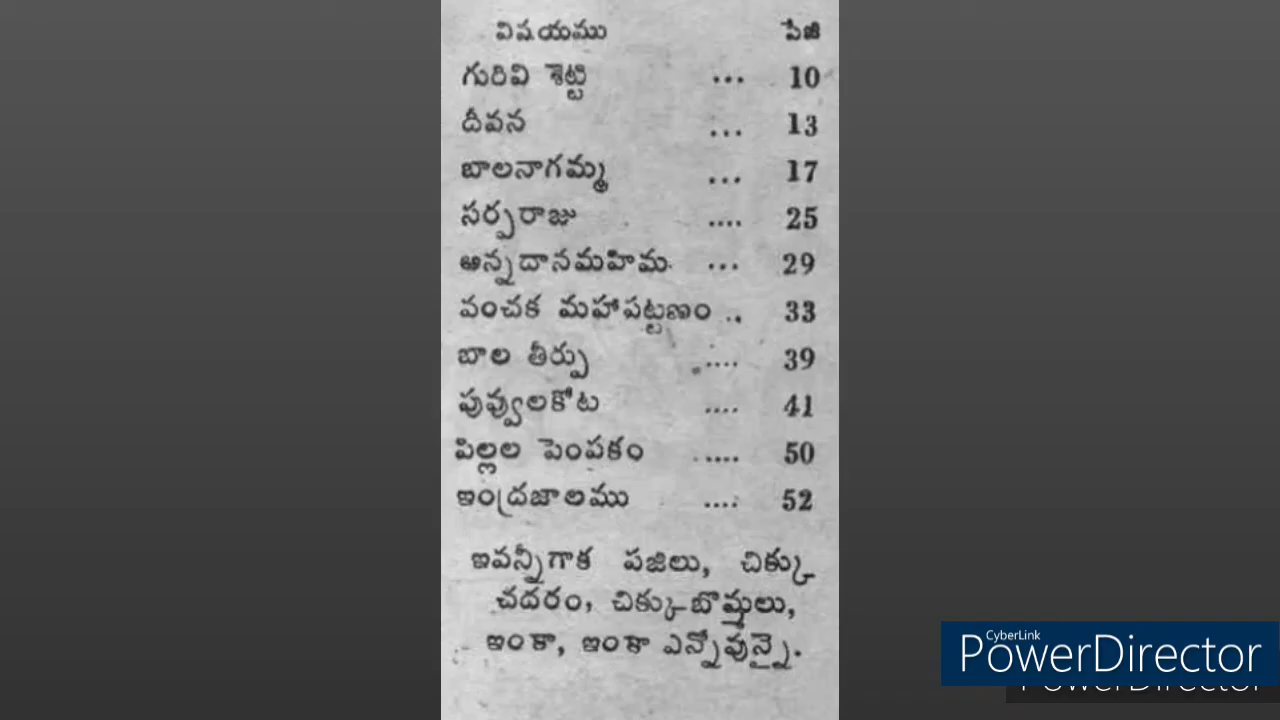 విషయము పేజీ
గురివి శెట్టి ... 10
దీవన ... 13
బాలనాగమ్మ ... 17
సర్పరాజు .... 25
అన్నదానమహిమ ... 29
వంచక మహాపట్టణం .. 33
బాల తీర్పు .... 39
పువ్వులకోట .... 41
పిల్లల పెంపకం .... 50
ఇంద్రజాలము .... 52
ఇవన్నీగాక పజిలు, చిక్కు
చదరం, చిక్కుబొమ్మలు,
ఇంకా, ఇంకా ఎన్నోవున్నై.
CyberLink
PowerDirector
PowerDirector